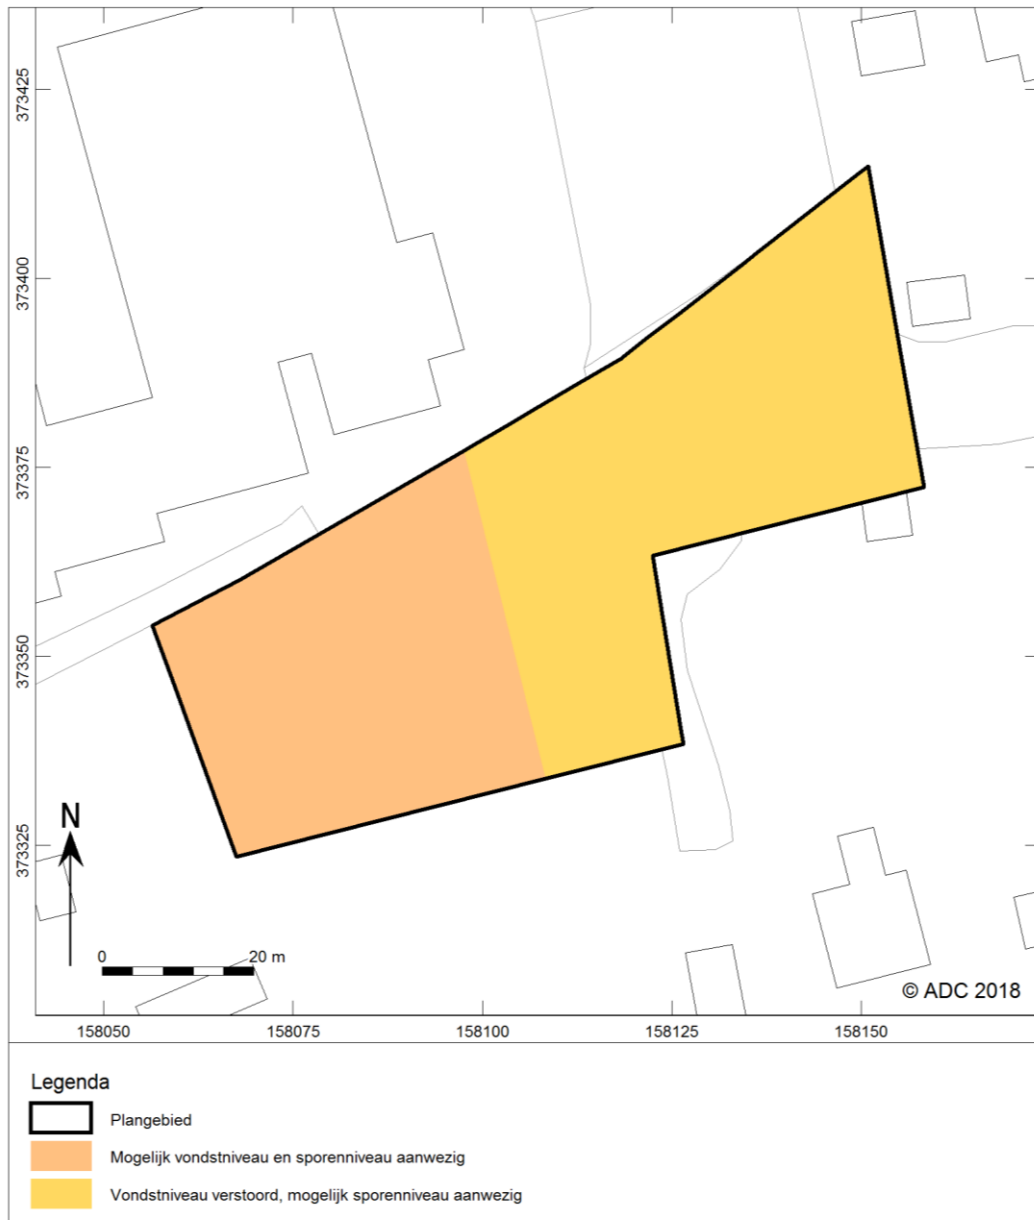 373425
373400
373375
373350
373325
N
0 20 m
© ADC 2018
158050 158075 158100 158125 158150
Legenda
Plangebied
Mogelijk vondstniveau en sporenniveau aanwezig
Vondstniveau verstoord, mogelijk sporenniveau aanwezig